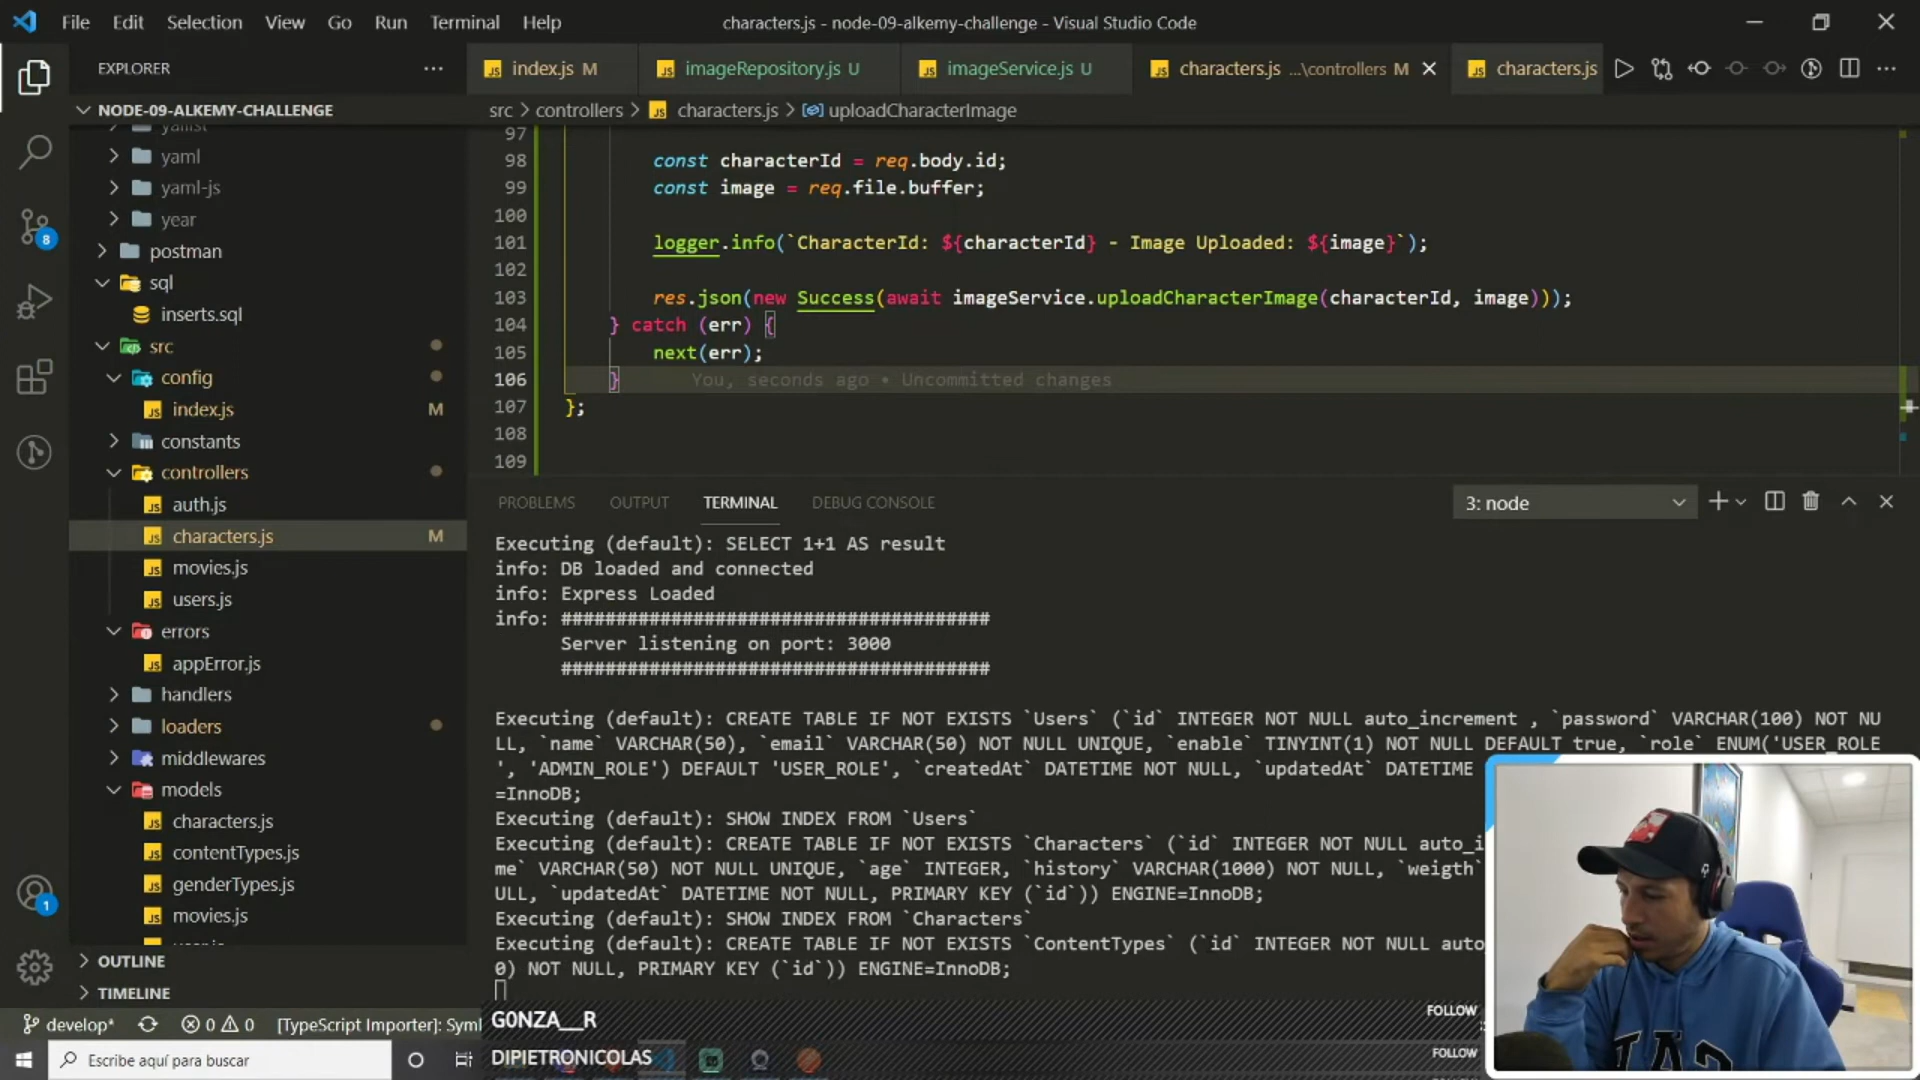 File Edit Selection View Go Run Terminal Help
characters.js - node-09-alkemy-challenge - Visual Studio Code
EXPLORER
NODE-09-ALKEMY-CHALLENGE
yallist
yaml
yaml-js
year
postman
sql
inserts.sql
src
config
index.js M
constants
controllers
auth.js
characters.js M
movies.js
users.js
errors
appError.js
handlers
loaders
middlewares
models
characters.js
contentTypes.js
genderTypes.js
movies.js
OUTLINE
TIMELINE
8
1
index.js M
imageRepository.js U
imageService.js U
characters.js ...\controllers M
characters.js
src > controllers > characters.js > uploadCharacterImage
97
98 const characterId = req.body.id;
99 const image = req.file.buffer;
100
101 logger.info(`CharacterId: ${characterId} - Image Uploaded: ${image}`);
102
103 res.json(new Success(await imageService.uploadCharacterImage(characterId, image)));
104 } catch (err) {
105 next(err);
106 } You, seconds ago • Uncommitted changes
107 };
108
109
PROBLEMS OUTPUT TERMINAL DEBUG CONSOLE
3: node
Executing (default): SELECT 1+1 AS result
info: DB loaded and connected
info: Express Loaded
info: #######################################
Server listening on port: 3000
#######################################
Executing (default): CREATE TABLE IF NOT EXISTS `Users` (`id` INTEGER NOT NULL auto_increment , `password` VARCHAR(100) NOT NU
LL, `name` VARCHAR(50), `email` VARCHAR(50) NOT NULL UNIQUE, `enable` TINYINT(1) NOT NULL DEFAULT true, `role` ENUM('USER_ROLE
', 'ADMIN_ROLE') DEFAULT 'USER_ROLE', `createdAt` DATETIME NOT NULL, `updatedAt` DATETIME
=InnoDB;
Executing (default): SHOW INDEX FROM `Users`
Executing (default): CREATE TABLE IF NOT EXISTS `Characters` (`id` INTEGER NOT NULL auto_i
me` VARCHAR(50) NOT NULL UNIQUE, `age` INTEGER, `history` VARCHAR(1000) NOT NULL, `weigth`
ULL, `updatedAt` DATETIME NOT NULL, PRIMARY KEY (`id`)) ENGINE=InnoDB;
Executing (default): SHOW INDEX FROM `Characters`
Executing (default): CREATE TABLE IF NOT EXISTS `ContentTypes` (`id` INTEGER NOT NULL auto
0) NOT NULL, PRIMARY KEY (`id`)) ENGINE=InnoDB;
G0NZA__R FOLLOW
DIPIETRONICOLAS FOLLOW
develop* 0 0 [TypeScript Importer]: Symb
Escribe aquí para buscar